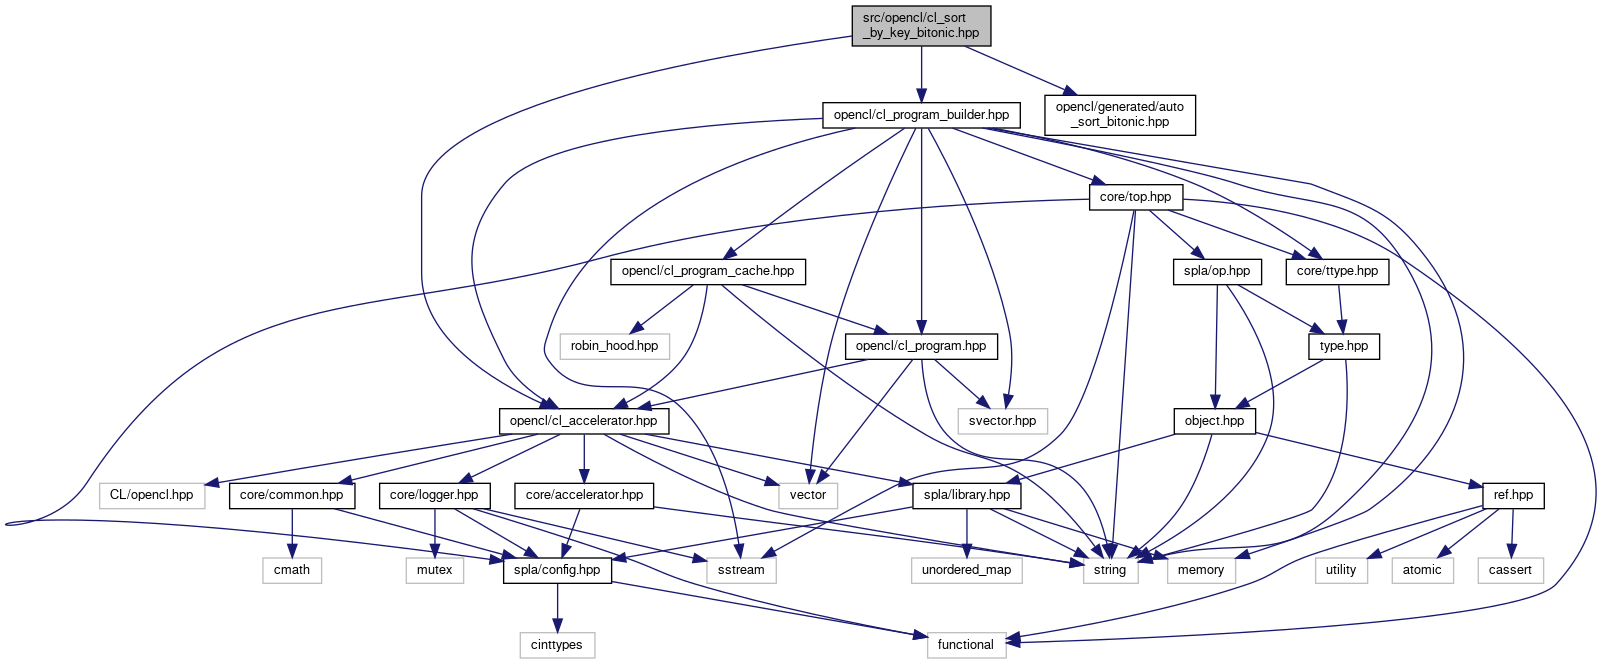 src/opencl/cl_sort
_by_key_bitonic.hpp
opencl/cl_program_builder.hpp
opencl/generated/auto
_sort_bitonic.hpp
core/top.hpp
opencl/cl_program_cache.hpp
spla/op.hpp
core/ttype.hpp
robin_hood.hpp
opencl/cl_program.hpp
type.hpp
opencl/cl_accelerator.hpp
svector.hpp
object.hpp
CL/opencl.hpp
core/common.hpp
core/logger.hpp
core/accelerator.hpp
vector
spla/library.hpp
ref.hpp
cmath
mutex
spla/config.hpp
sstream
unordered_map
string
memory
utility
atomic
cassert
cinttypes
functional